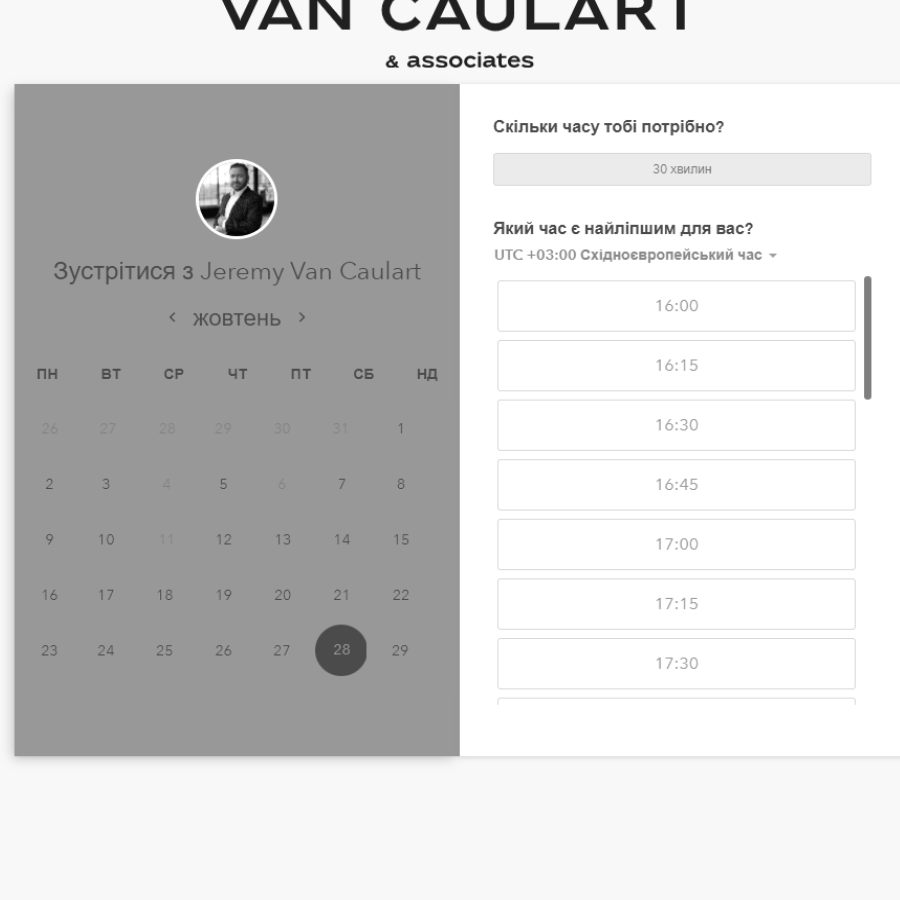 VAN CAULART
& associates
Зустрітися з Jeremy Van Caulart
жовтень
ПН ВТ СР ЧТ ПТ СБ НД
26 27 28 29 30 31 1
2 3 4 5 6 7 8
9 10 11 12 13 14 15
16 17 18 19 20 21 22
23 24 25 26 27 28 29
Скільки часу тобі потрібно?
30 хвилин
Який час є найліпшим для вас?
UTC +03:00 Східноєвропейський час
16:00
16:15
16:30
16:45
17:00
17:15
17:30